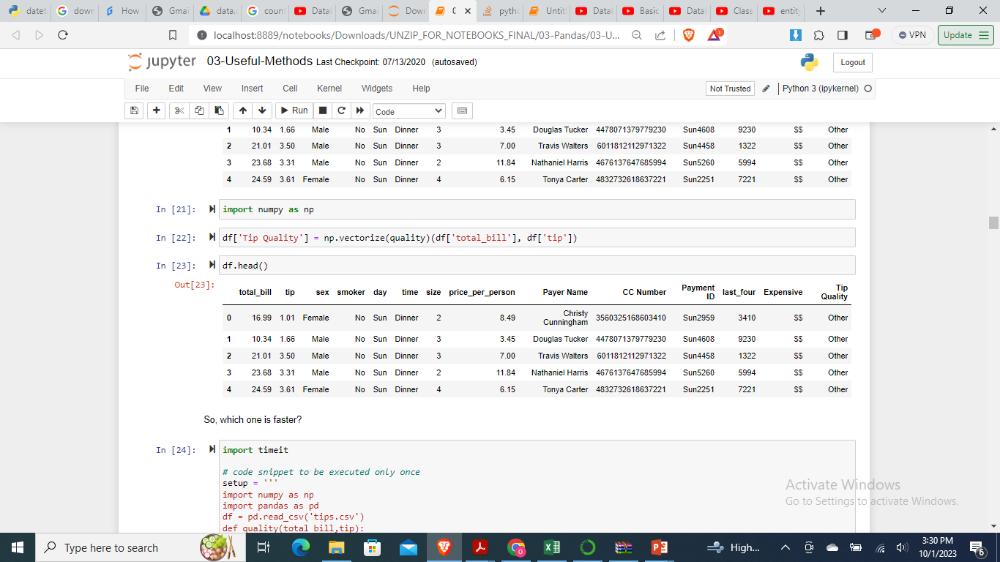 datet
down
How
Gmai
data.
coun
Datal
Gmai
Dow
pytho
Untit
Datal
Basic
Datal
Class
entity
localhost:8889/notebooks/Downloads/UNZIP_FOR_NOTEBOOKS_FINAL/03-Pandas/03-U...
1
VPN
Update
jupyter 03-Useful-Methods Last Checkpoint: 07/13/2020 (autosaved)
Logout
File Edit View Insert Cell Kernel Widgets Help
Not Trusted Python 3 (ipykernel)
Run Code
1 10.34 1.66 Male No Sun Dinner 3 3.45 Douglas Tucker 4478071379779230 Sun4608 9230 $$ Other
2 21.01 3.50 Male No Sun Dinner 3 7.00 Travis Walters 6011812112971322 Sun4458 1322 $$ Other
3 23.68 3.31 Male No Sun Dinner 2 11.84 Nathaniel Harris 4676137647685994 Sun5260 5994 $$ Other
4 24.59 3.61 Female No Sun Dinner 4 6.15 Tonya Carter 4832732618637221 Sun2251 7221 $$ Other
In [21]: import numpy as np
In [22]: df['Tip Quality'] = np.vectorize(quality)(df['total_bill'], df['tip'])
In [23]: df.head()
Out[23]:
total_bill tip sex smoker day time size price_per_person Payer Name CC Number Payment ID last_four Expensive Tip Quality
0 16.99 1.01 Female No Sun Dinner 2 8.49 Christy Cunningham 3560325168603410 Sun2959 3410 $$ Other
1 10.34 1.66 Male No Sun Dinner 3 3.45 Douglas Tucker 4478071379779230 Sun4608 9230 $$ Other
2 21.01 3.50 Male No Sun Dinner 3 7.00 Travis Walters 6011812112971322 Sun4458 1322 $$ Other
3 23.68 3.31 Male No Sun Dinner 2 11.84 Nathaniel Harris 4676137647685994 Sun5260 5994 $$ Other
4 24.59 3.61 Female No Sun Dinner 4 6.15 Tonya Carter 4832732618637221 Sun2251 7221 $$ Other
So, which one is faster?
In [24]: import timeit
# code snippet to be executed only once
setup = '''
import numpy as np
import pandas as pd
df = pd.read_csv('tips.csv')
def quality(total_bill,tip):
Activate Windows
Go to Settings to activate Windows.
Type here to search
High...
3:30 PM
10/1/2023
6